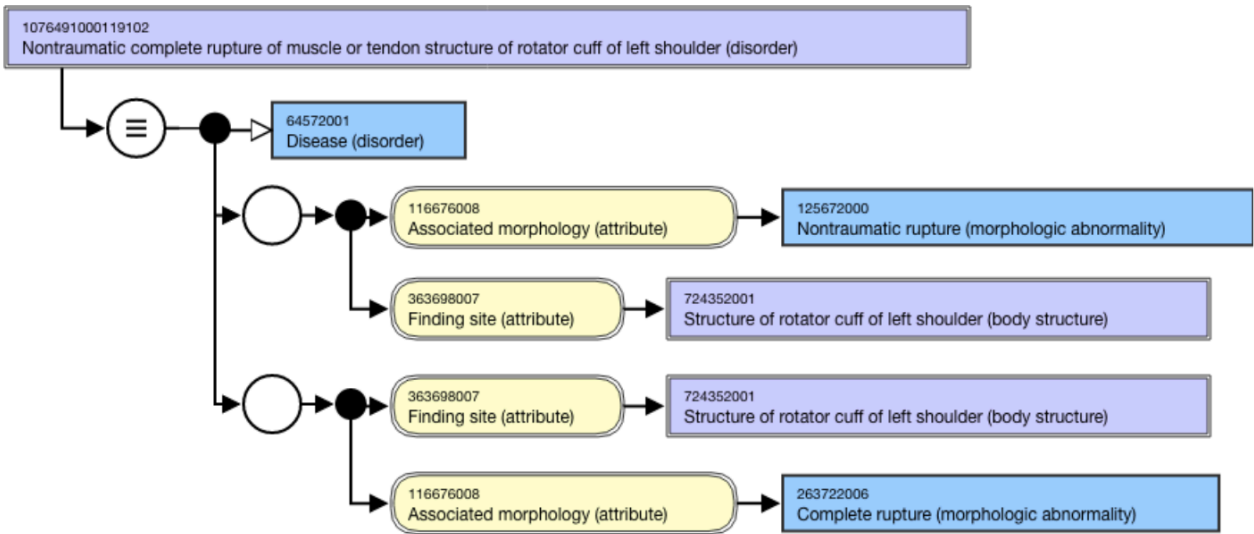 1076491000119102
Nontraumatic complete rupture of muscle or tendon structure of rotator cuff of left shoulder (disorder)
64572001
Disease (disorder)
116676008
Associated morphology (attribute)
125672000
Nontraumatic rupture (morphologic abnormality)
363698007
Finding site (attribute)
724352001
Structure of rotator cuff of left shoulder (body structure)
363698007
Finding site (attribute)
724352001
Structure of rotator cuff of left shoulder (body structure)
116676008
Associated morphology (attribute)
263722006
Complete rupture (morphologic abnormality)